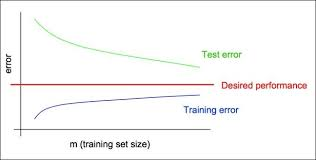 error
Test error
Desired performance
Training error
m (training set size)